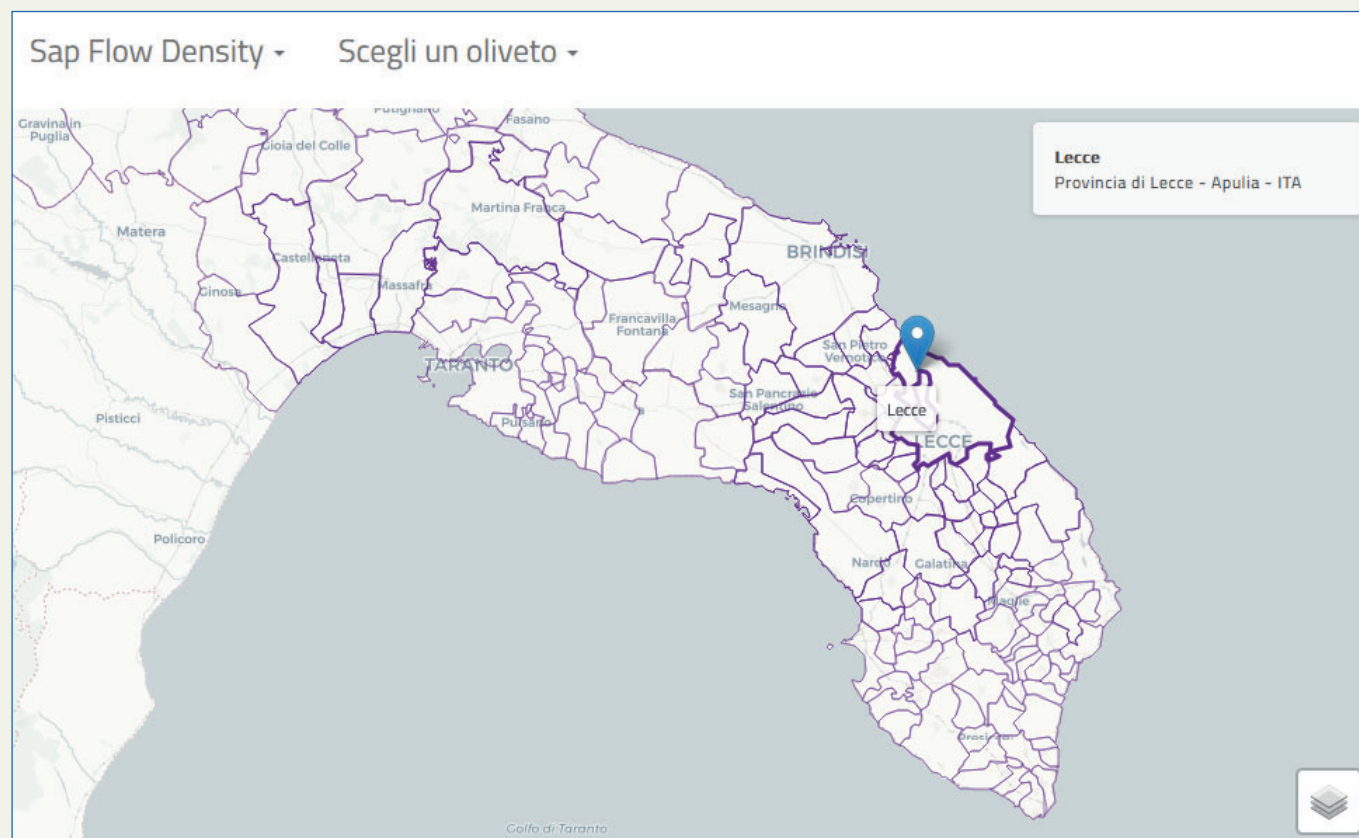 Sap Flow Density
Scegli un oliveto
Gravina in
Puglia
Putignano
Fasano
Gioia del Colle
Lecce
Provincia di Lecce - Apulia - ITA
Martina Franca
Matera
BRINDISI
Castellaneta
Massafra
Ginosa
Mesagne
Francavilla
Fontana
San Pietro
Vernotico
TARANTO
San Pancrazio
Salentino
Lecce
Pisticci
Pulsano
LECCE
Copertino
Policoro
Nardò
Galatina
Maglie
Golfo di Taranto